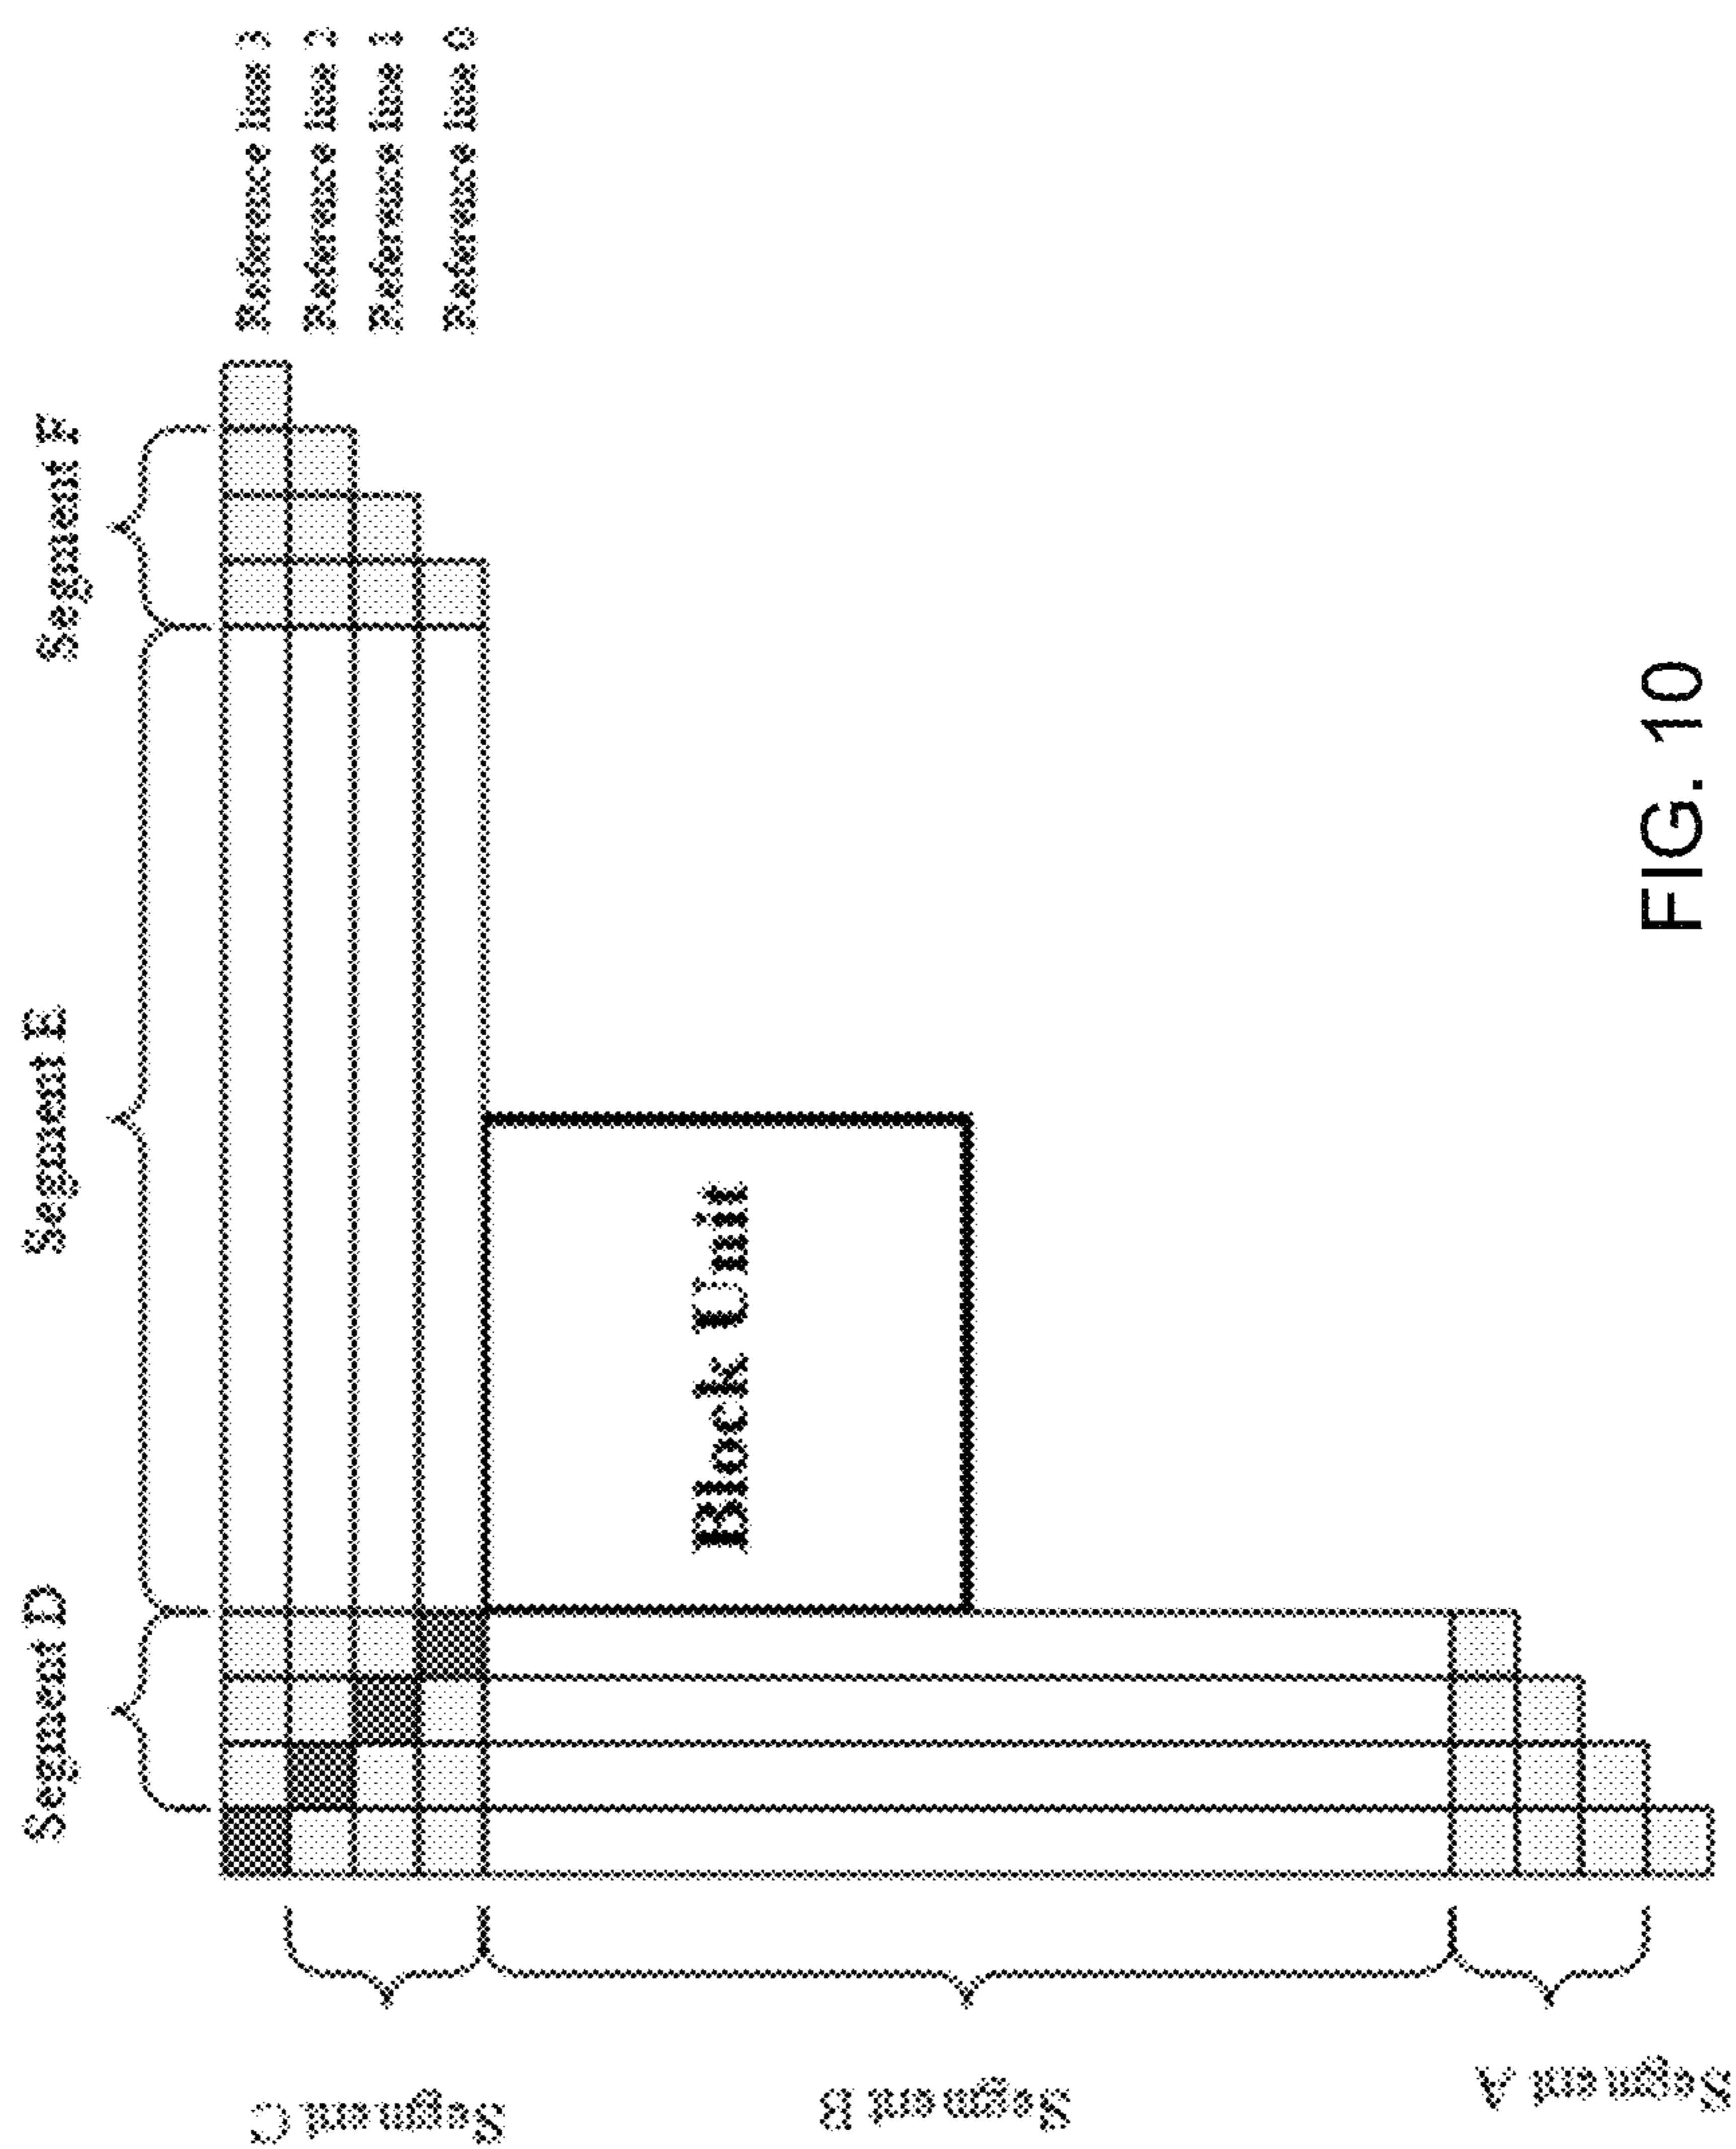 Segment D
Segment E
Segment F
Reference line 3
Reference line 2
Reference line 1
Reference line 0
Block Unit
Segment C
Segment B
Segment A
FIG. 10